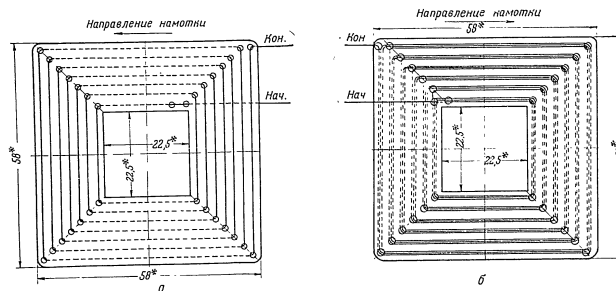 Направление намотки
Кон.
Нач.
58*
22,5*
22,5*
58*
а
Направление намотки
58*
Кон
Нач
22,5*
22,5*
б